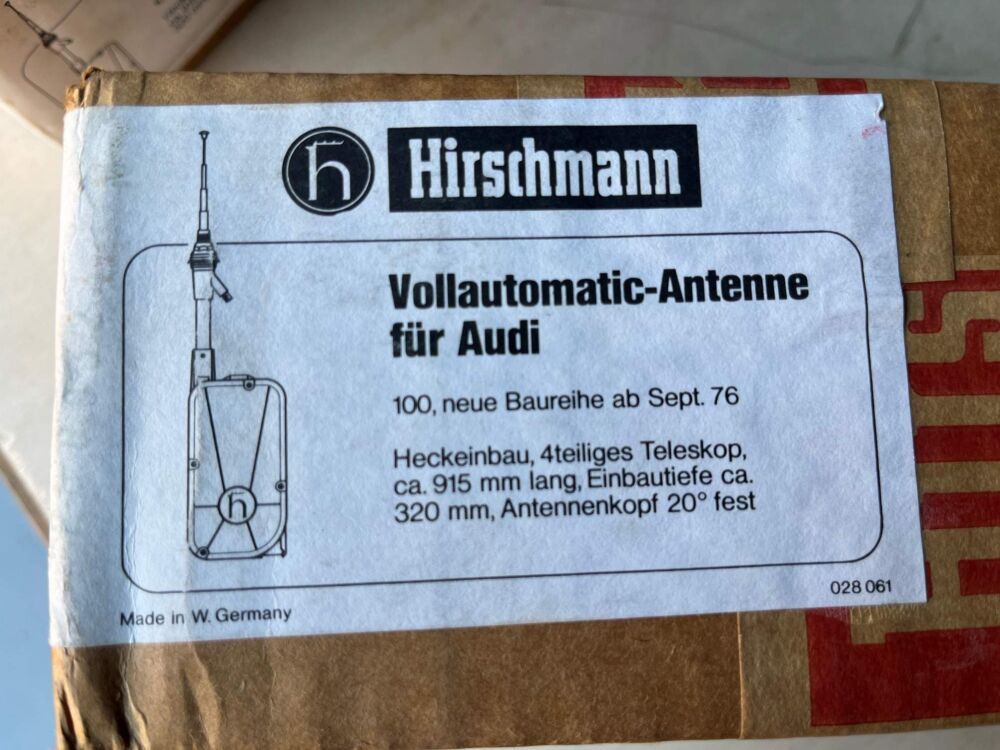 h Hirschmann
Vollautomatic-Antenne
für Audi
100, neue Baureihe ab Sept. 76
Heckeinbau, 4teiliges Teleskop,
ca. 915 mm lang, Einbautiefe ca.
320 mm, Antennenkopf 20° fest
h
028 061
Made in W. Germany